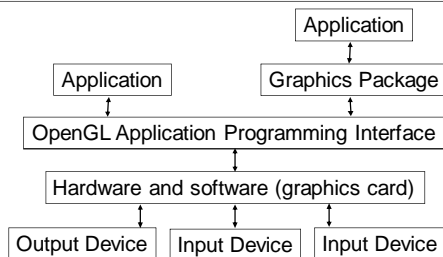 Application
Application
Graphics Package
OpenGL Application Programming Interface
Hardware and software (graphics card)
Output Device
Input Device
Input Device